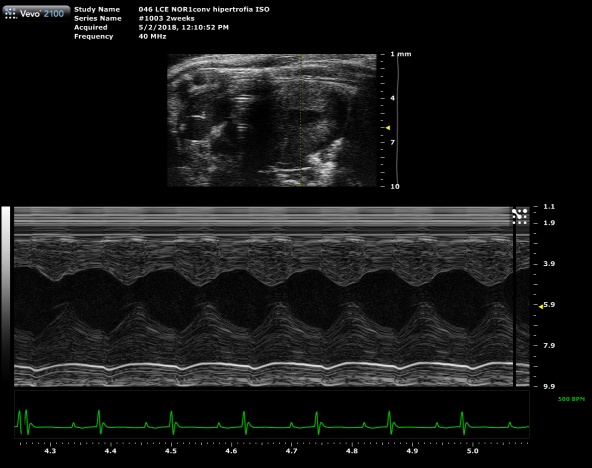 Vevo 2100
Study Name 046 LCE NOR1conv hipertrofia ISO
Series Name #1003 2weeks
Acquired 5/2/2018, 12:10:52 PM
Frequency 40 MHz
1 mm
4
7
10
1.1
1.9
3.9
5.9
7.9
9.9
500 BPM
4.3 4.4 4.5 4.6 4.7 4.8 4.9 5.0